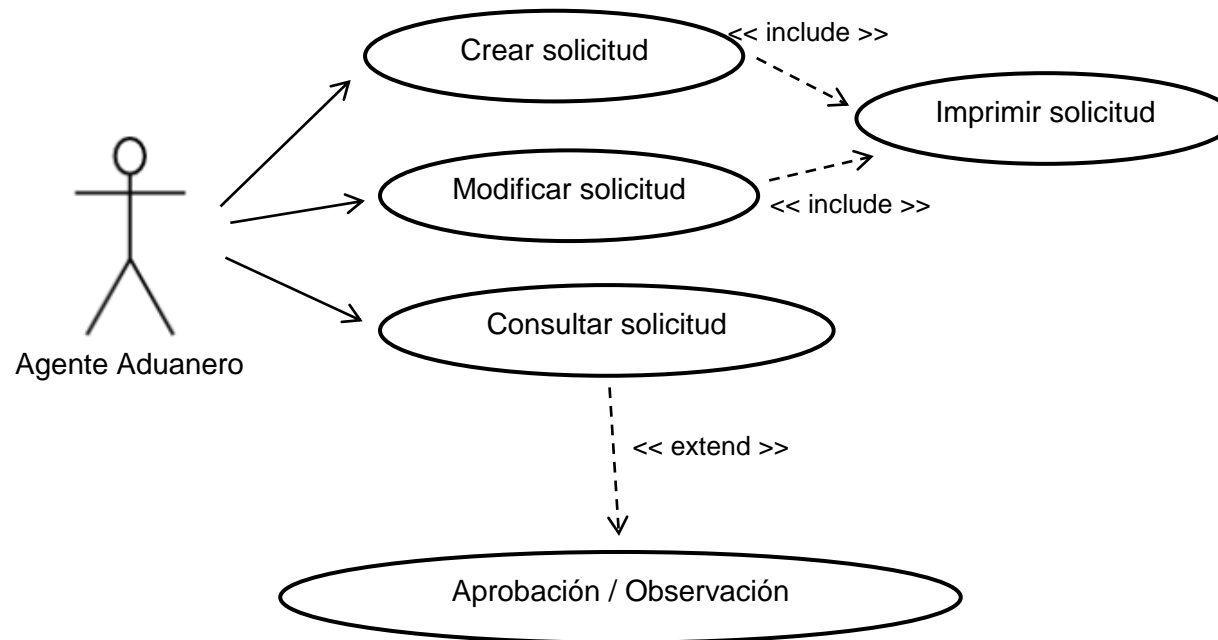 Crear solicitud
<< include >>
Imprimir solicitud
Modificar solicitud
<< include >>
Consultar solicitud
Agente Aduanero
<< extend >>
Aprobación / Observación